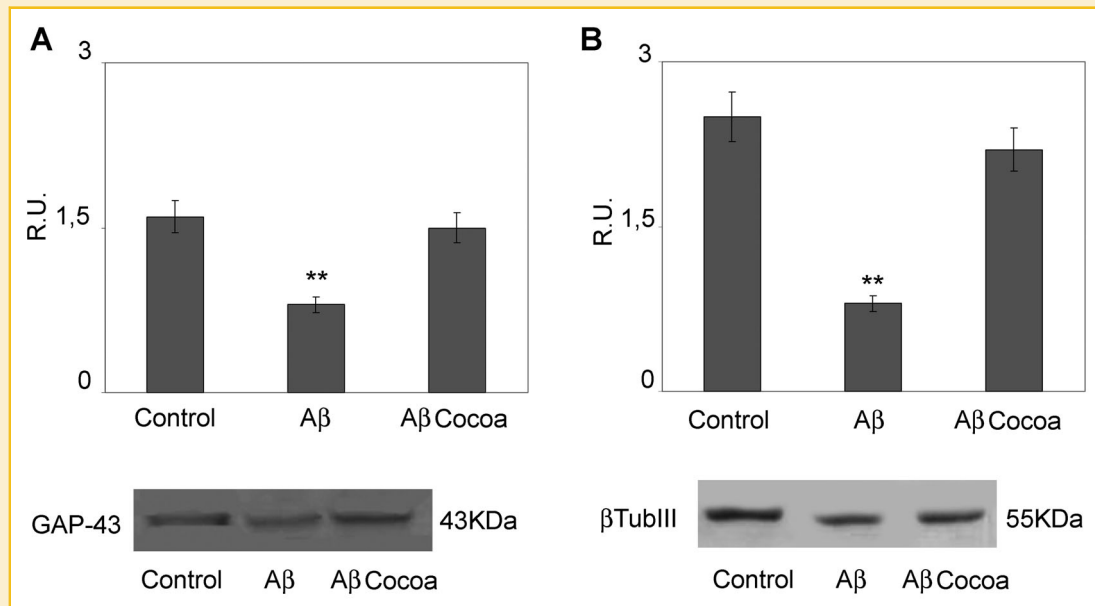 A
3
1,5
0
R.U.
**
Control Aβ Aβ Cocoa
GAP-43 43KDa
Control Aβ Aβ Cocoa
B
3
1,5
0
R.U.
**
Control Aβ Aβ Cocoa
βTubIII 55KDa
Control Aβ Aβ Cocoa